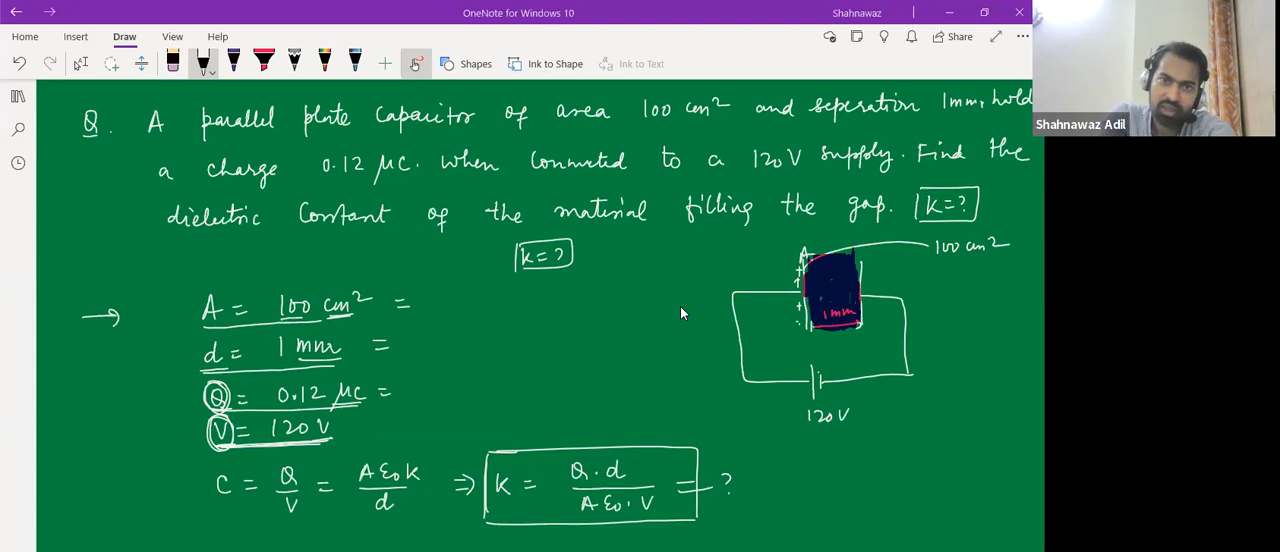 OneNote for Windows 10
Shahnawaz
Home Insert Draw View Help
Share
Shapes Ink to Shape Ink to Text
Shahnawaz Adil
Q. A parallel plate capacitor of area 100 cm² and seperation 1mm, hold
a charge 0.12 μC. when connected to a 120V supply. Find the
dielectric constant of the material filling the gap. K=?
K=?
100 cm²
A
+
+
+
1mm
120V
→ A = 100 cm² =
d = 1 mm =
Q = 0.12 μC =
V = 120 V
C = Q/V = Aε₀K/d ⇒ K = Q·d/Aε₀·V = ?